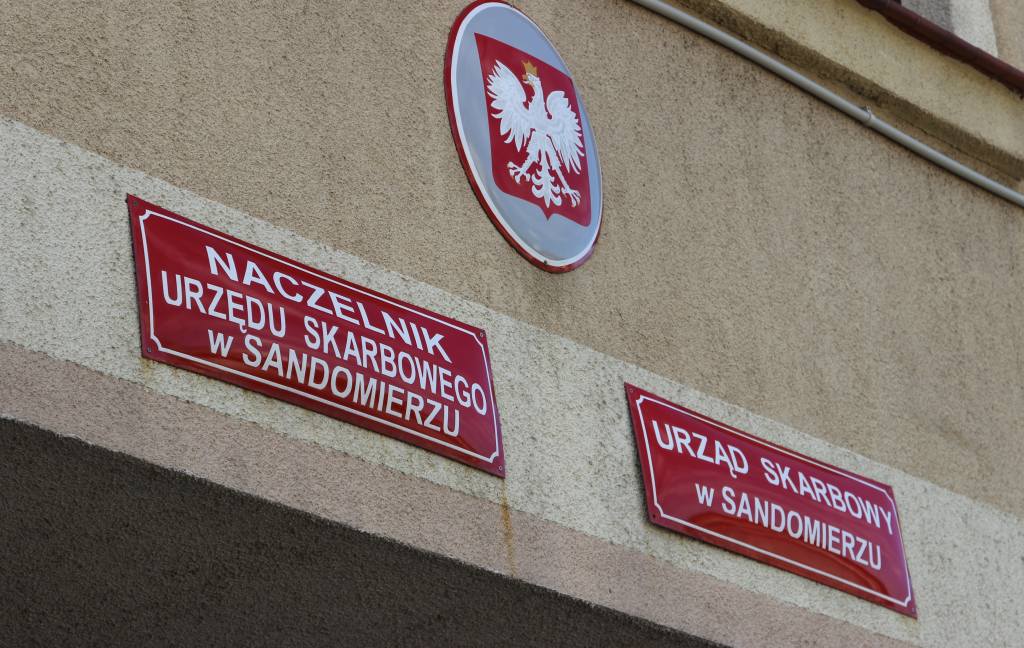 NACZELNIK
URZĘDU SKARBOWEGO
w SANDOMIERZU
URZĄD SKARBOWY
w SANDOMIERZU